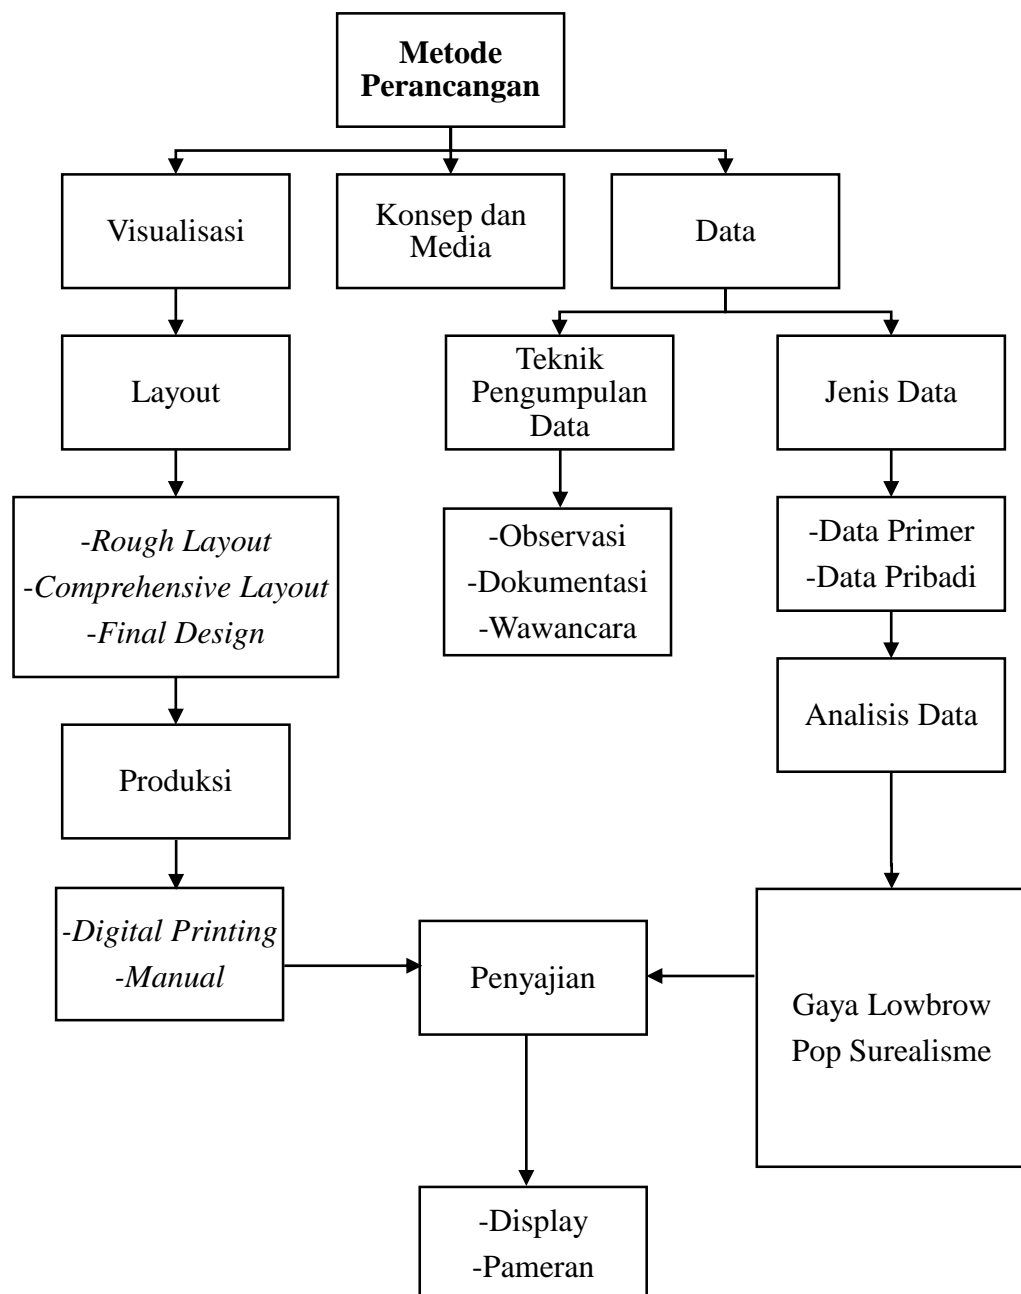 Metode
Perancangan
Visualisasi
Konsep dan
Media
Data
Layout
Teknik
Pengumpulan
Data
Jenis Data
-Rough Layout
-Comprehensive Layout
-Final Design
-Observasi
-Dokumentasi
-Wawancara
-Data Primer
-Data Pribadi
Analisis Data
Produksi
-Digital Printing
-Manual
Penyajian
Gaya Lowbrow
Pop Surealisme
-Display
-Pameran